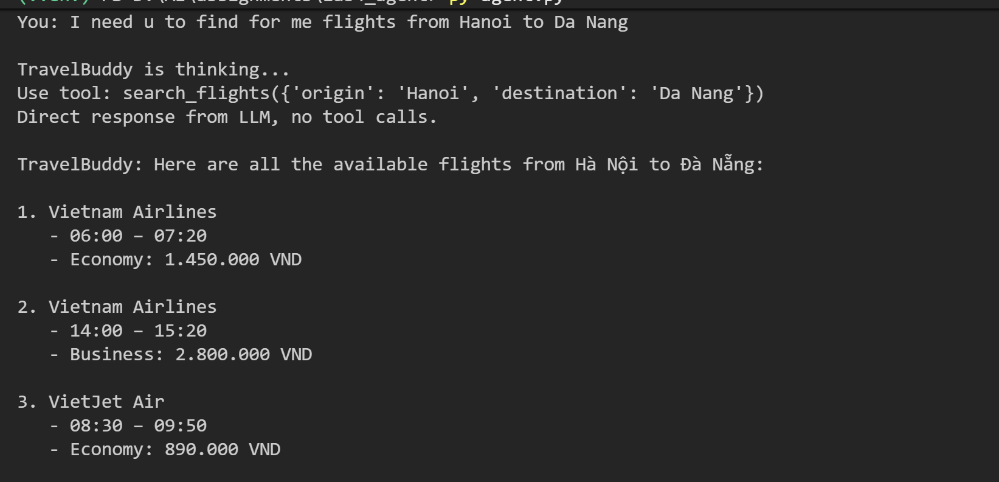 py agent.py
You: I need u to find for me flights from Hanoi to Da Nang
TravelBuddy is thinking...
Use tool: search_flights({'origin': 'Hanoi', 'destination': 'Da Nang'})
Direct response from LLM, no tool calls.
TravelBuddy: Here are all the available flights from Hà Nội to Đà Nẵng:
1. Vietnam Airlines
- 06:00 – 07:20
- Economy: 1.450.000 VND
2. Vietnam Airlines
- 14:00 – 15:20
- Business: 2.800.000 VND
3. VietJet Air
- 08:30 – 09:50
- Economy: 890.000 VND